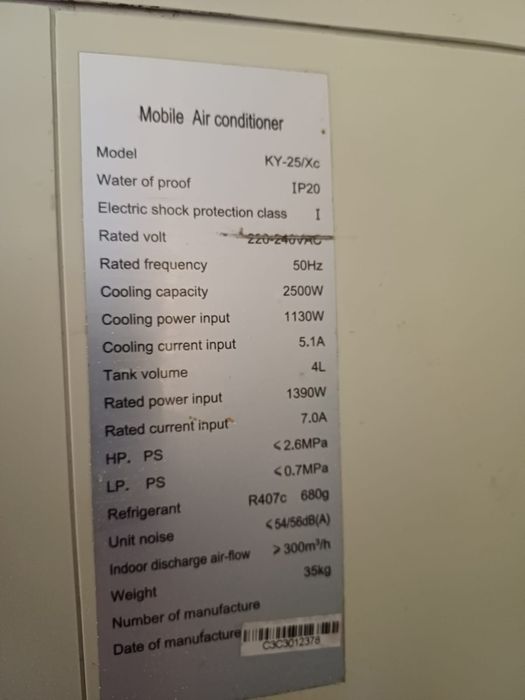 Mobile Air conditioner
Model KY-25/Xc
Water of proof IP20
Electric shock protection class I
Rated volt 220-240VAC
Rated frequency 50Hz
Cooling capacity 2500W
Cooling power input 1130W
Cooling current input 5.1A
Tank volume 4L
Rated power input 1390W
Rated current input 7.0A
HP. PS <2.6MPa
LP. PS <0.7MPa
Refrigerant R407c 680g
Unit noise <54/56dB(A)
Indoor discharge air-flow >300m³/h
Weight 35kg
Number of manufacture
Date of manufacture C3C3012378